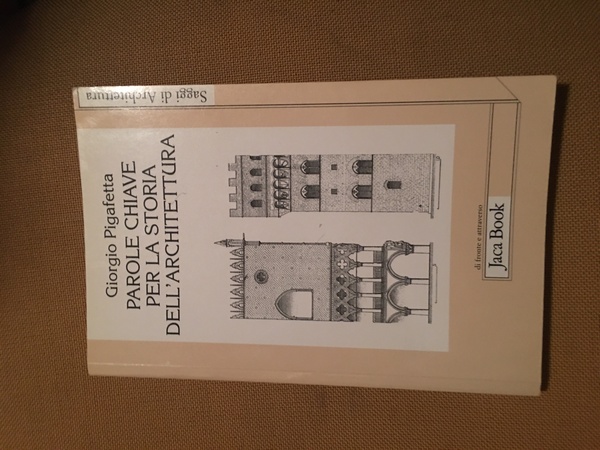 Saggi di Architettura
Giorgio Pigafetta
PAROLE CHIAVE
PER LA STORIA
DELL'ARCHITETTURA
di fronte e attraverso
Jaca Book